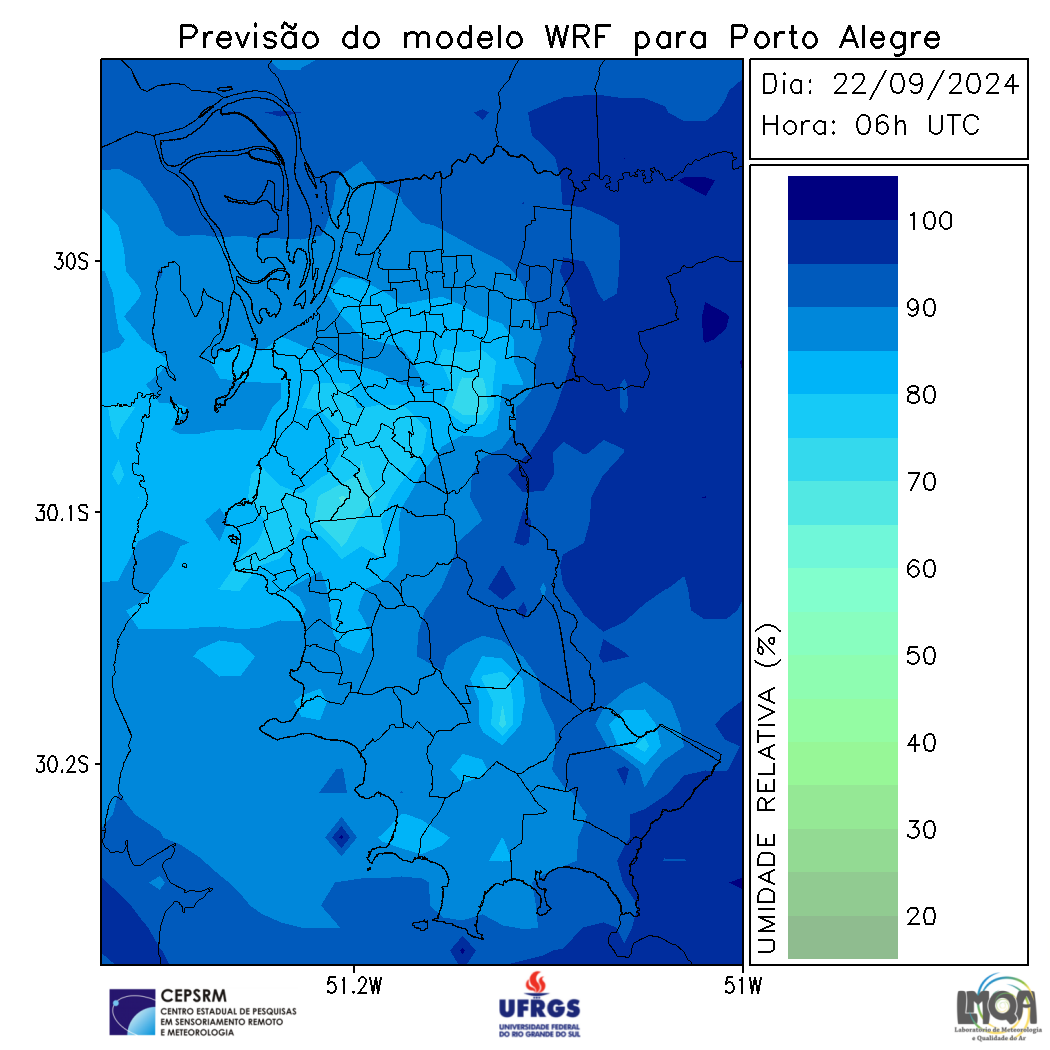 Previsão do modelo WRF para Porto Alegre
Dia: 22/09/2024
Hora: 06h UTC
100
90
80
70
60
50
40
30
20
UMIDADE RELATIVA (%)
30S
30.1S
30.2S
51.2W
51W
CEPSRM
CENTRO ESTADUAL DE PESQUISAS
EM SENSORIAMENTO REMOTO
E METEOROLOGIA
UFRGS
UNIVERSIDADE FEDERAL
DO RIO GRANDE DO SUL
LMQA
Laboratório de Meteorologia
e Qualidade do Ar